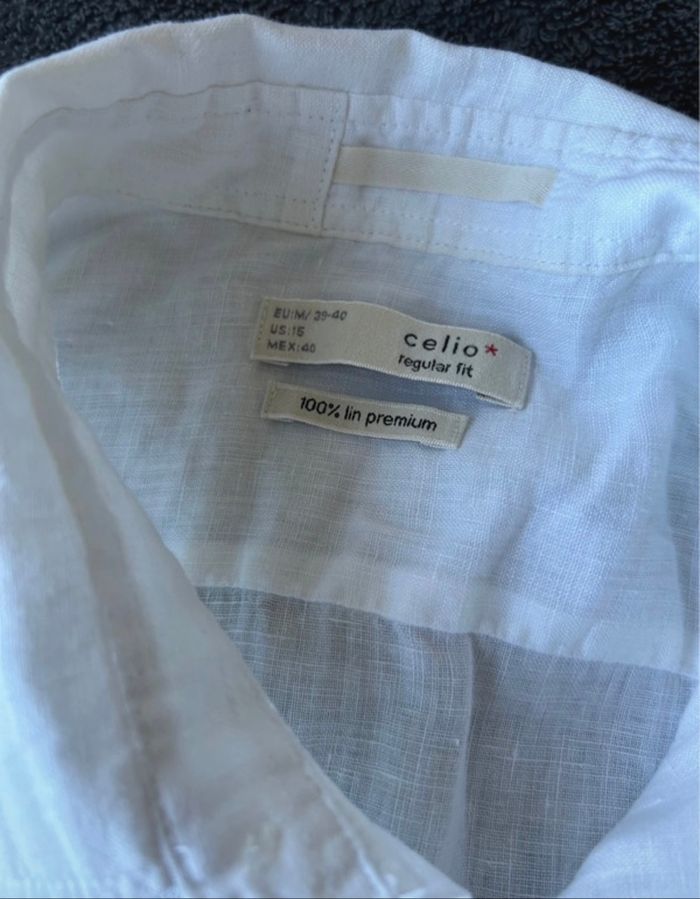 EU:M/ 39-40
US:15
MEX:40
celio*
regular fit
100% lin premium